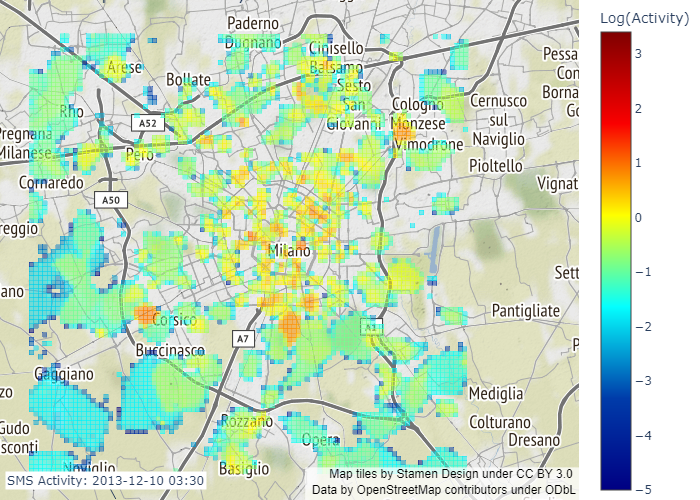 Paderno
Dugnano
Cinisello
Balsamo
Pessa
Arese
Bollate
Sesto
San
Giovanni
Con
Borna
Go
Rho
A52
Cologno
Monzese
Cernusco
sul
Naviglio
Pregnana
Milanese
Pero
Vimodrone
Pioltello
Cornaredo
Vignat
A50
reggio
Milano
Sett
ano
Corsico
A1
Pantigliate
Buccinasco
A7
P
Gaggiano
zo
Mediglia
Gudo
sconti
Rozzano
Opera
Colturano
Dresano
Noviglio
Basiglio
SMS Activity: 2013-12-10 03:30
Map tiles by Stamen Design under CC BY 3.0
Data by OpenStreetMap contributors under ODbL
Log(Activity)
3
2
1
0
−1
−2
−3
−4
−5